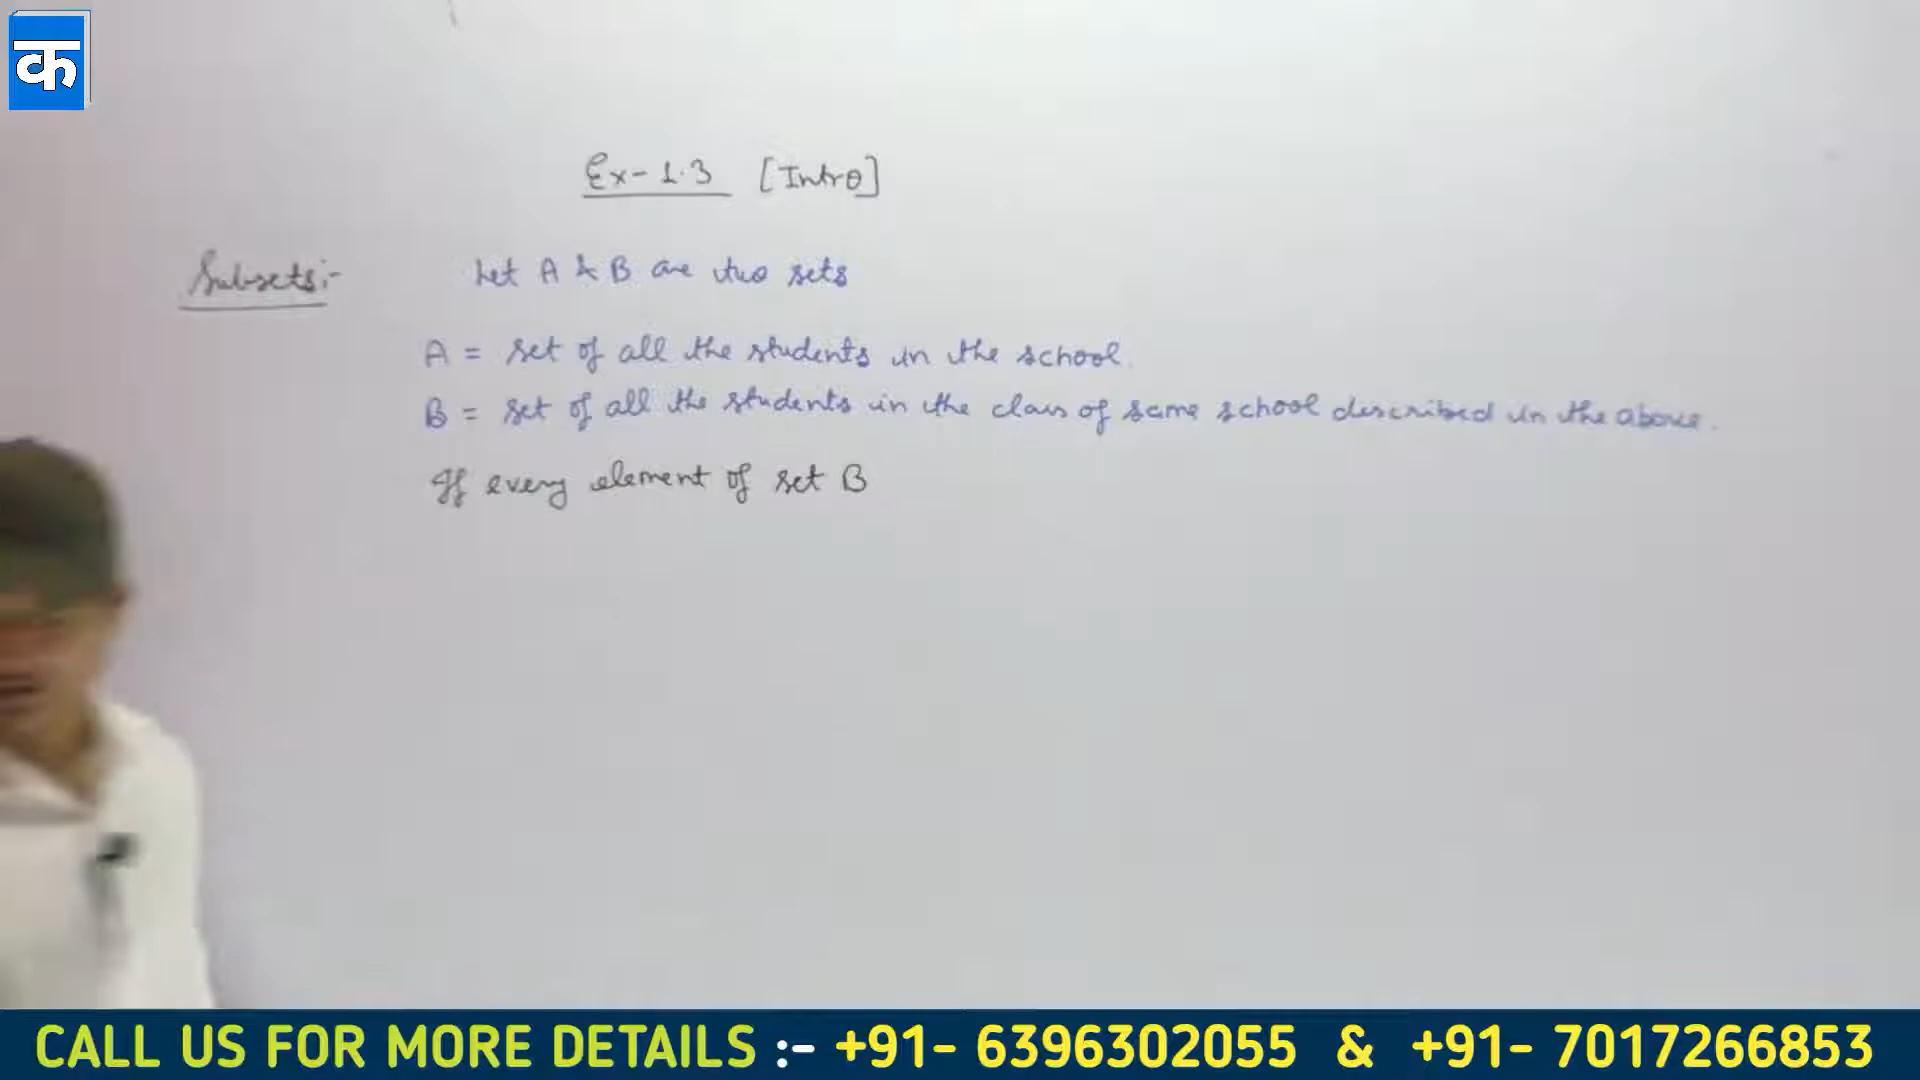 क
Ex-1.3 [Intro]
Subsets:- Let A & B are two sets
A = set of all the students in the school.
B = set of all the students in the class of same school described in the above.
If every element of set B
CALL US FOR MORE DETAILS :- +91- 6396302055 & +91- 7017266853